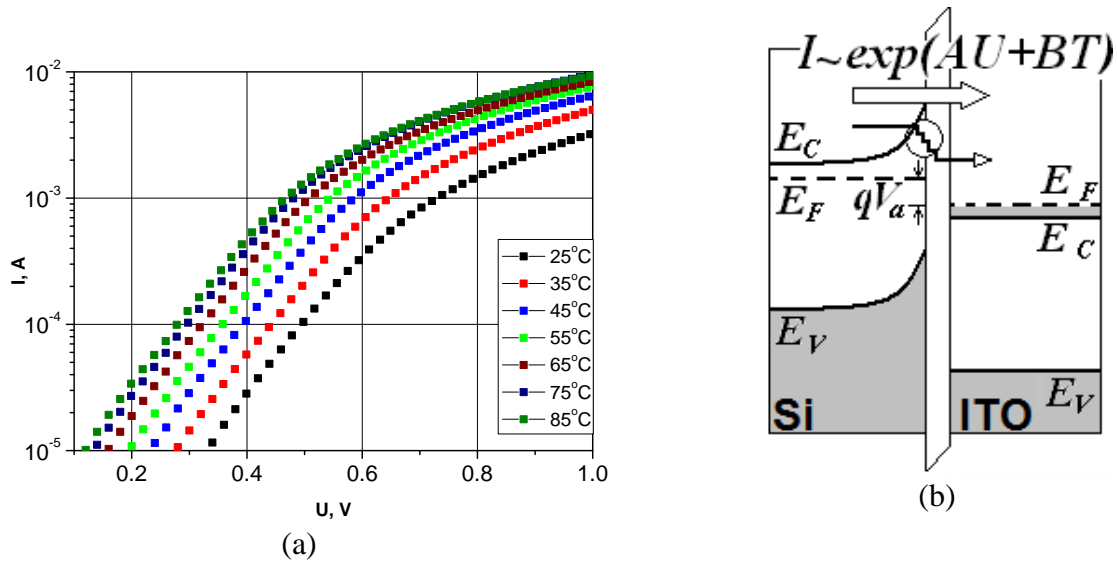 10⁻²
10⁻³
10⁻⁴
10⁻⁵
I, A
0.2 0.4 0.6 0.8 1.0
U, V
25°C
35°C
45°C
55°C
65°C
75°C
85°C
(a)
I~exp(AU+BT)
E_C
E_F
qV_a
E_F
E_C
E_V
E_V
Si
ITO
(b)